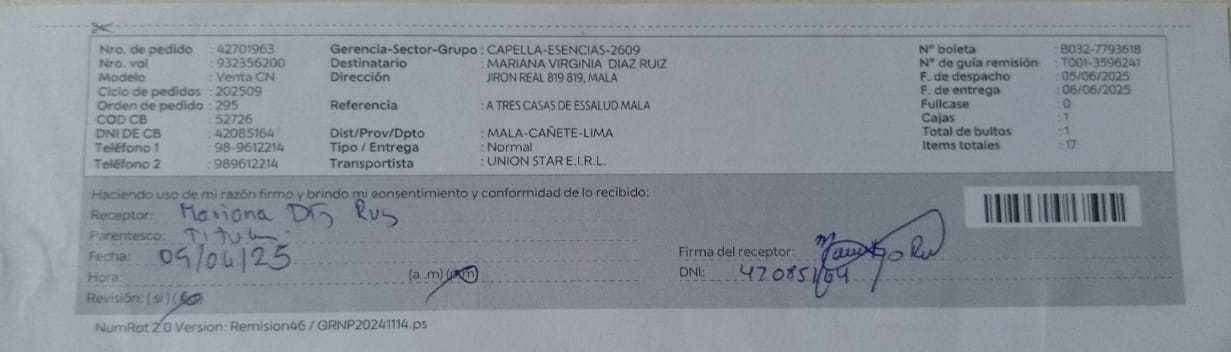 Nro. de pedido : 42701963 Gerencia-Sector-Grupo : CAPELLA-ESENCIAS-2609 N° boleta : B032-7793618
Nro. val : 932356200 Destinatario : MARIANA VIRGINIA DIAZ RUIZ N° de guía remisión : T001-3596241
Modelo : Venta CN Dirección JIRON REAL 819 819, MALA F. de despacho : 05/06/2025
Ciclo de pedidos : 202509 F. de entrega : 06/06/2025
Orden de pedido : 295 Referencia : A TRES CASAS DE ESSALUD MALA Fullcase : 0
COD CB : 52726 Cajas : 1
DNI DE CB : 42085164 Dist/Prov/Dpto : MALA-CAÑETE-LIMA Total de bultos : 1
Teléfono 1 : 98-9612214 Tipo / Entrega : Normal Items totales : 17
Teléfono 2 : 989612214 Transportista : UNION STAR E.I.R.L.
Haciendo uso de mi razón firmo y brindo mi consentimiento y conformidad de lo recibido:
Receptor: Mariana
Parentesco:
Fecha: 09/06/25 Firma del receptor:
Hora: (a .m) (p.m) DNI: 42085164
Revisión: ( si ) ( no )
NumRot 2.0 Version: Remision46 / GRNP20241114.ps